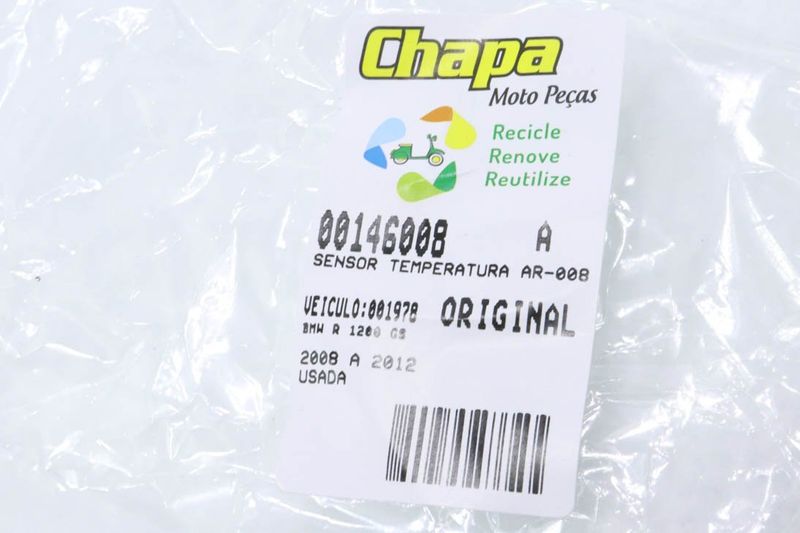 Chapa
Moto Peças
Recicle
Renove
Reutilize
00146008 A
SENSOR TEMPERATURA AR-008
VEICULO:001978 ORIGINAL
BMW R 1200 GS
2008 A 2012
USADA